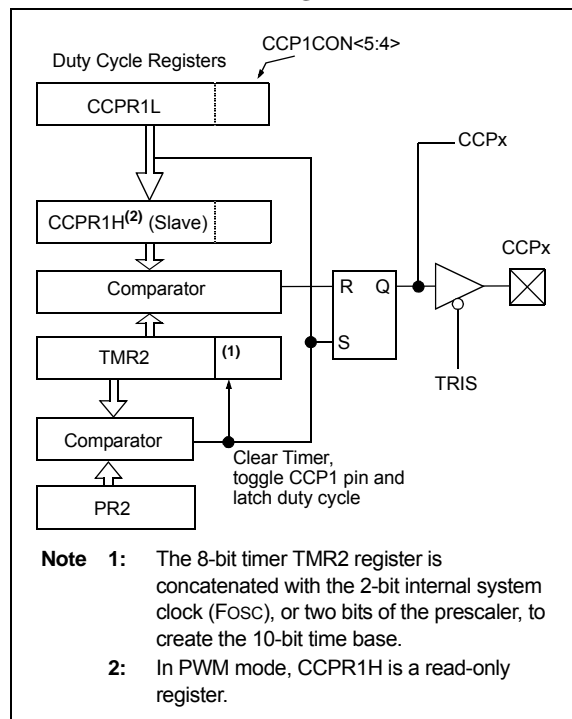 CCP1CON<5:4>
Duty Cycle Registers
CCPR1L
CCPx
CCPR1H(2) (Slave)
CCPx
Comparator
R Q
S
TMR2
(1)
TRIS
Comparator
Clear Timer,
toggle CCP1 pin and
latch duty cycle
PR2
Note 1: The 8-bit timer TMR2 register is
concatenated with the 2-bit internal system
clock (FOSC), or two bits of the prescaler, to
create the 10-bit time base.
2: In PWM mode, CCPR1H is a read-only
register.